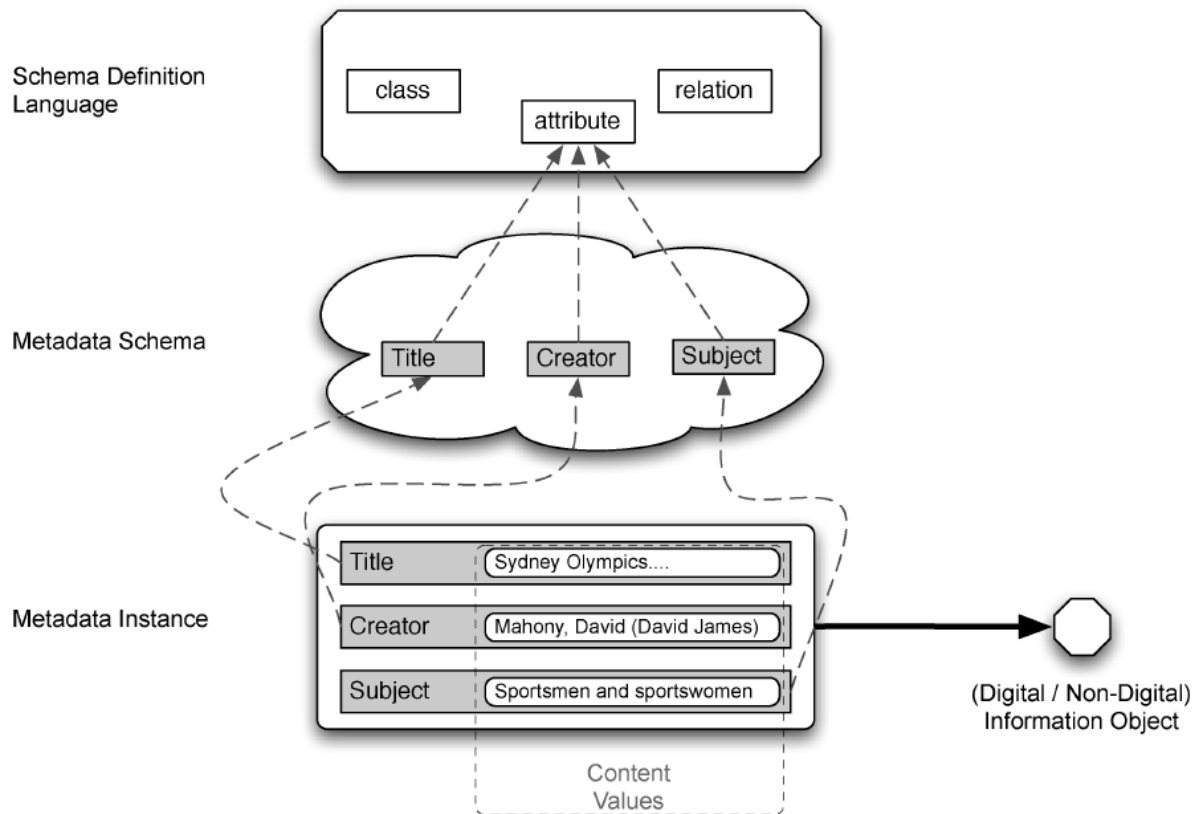 Schema Definition
Language
class
relation
attribute
Metadata Schema
Title
Creator
Subject
Metadata Instance
Title
Sydney Olympics....
Creator
Mahony, David (David James)
Subject
Sportsmen and sportswomen
Content
Values
(Digital / Non-Digital)
Information Object